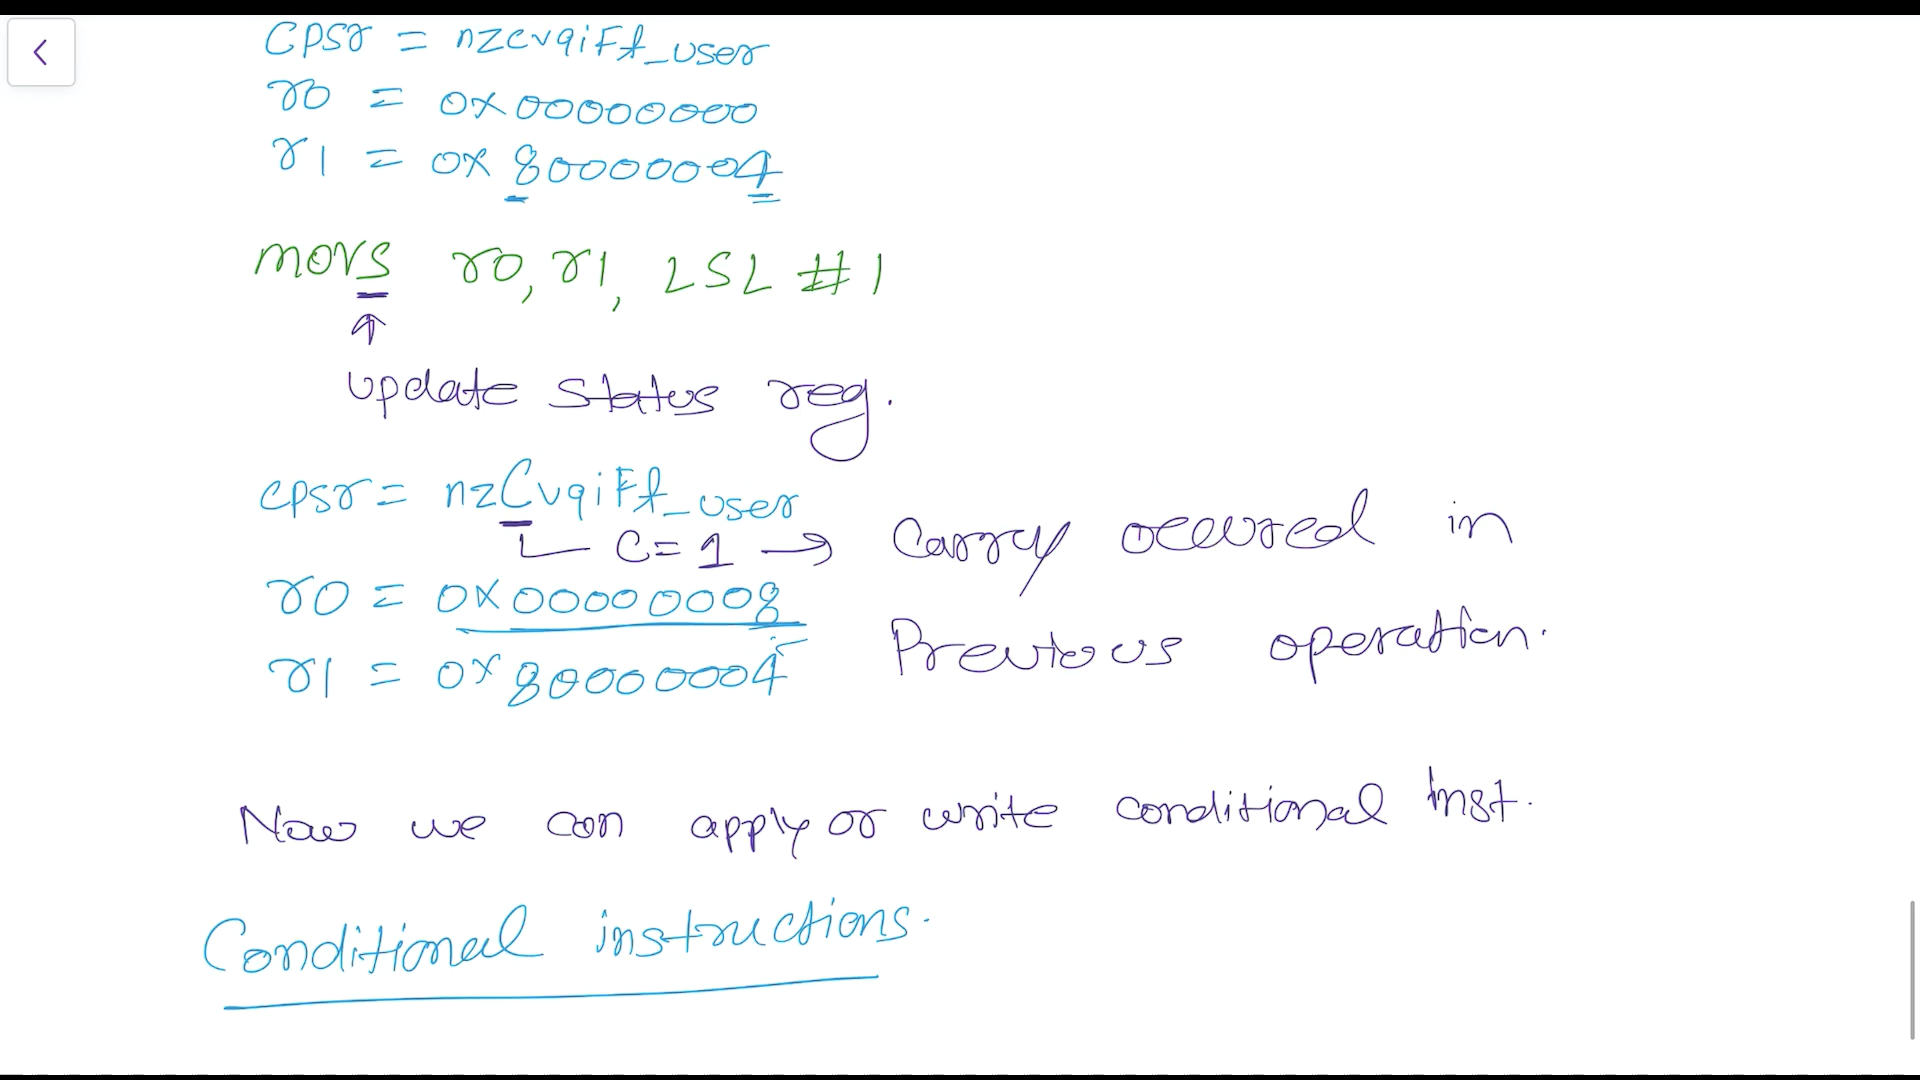 cpsr = nzcvqiFt_user
r0 = 0x00000000
r1 = 0x80000004
MOVS r0, r1, LSL #1
update status reg.
cpsr = nzCvqiFt_user
C=1 → Carry occured in
r0 = 0x00000008
Previous operation.
r1 = 0x80000004
Now we can apply or write conditional inst.
Conditional instructions.